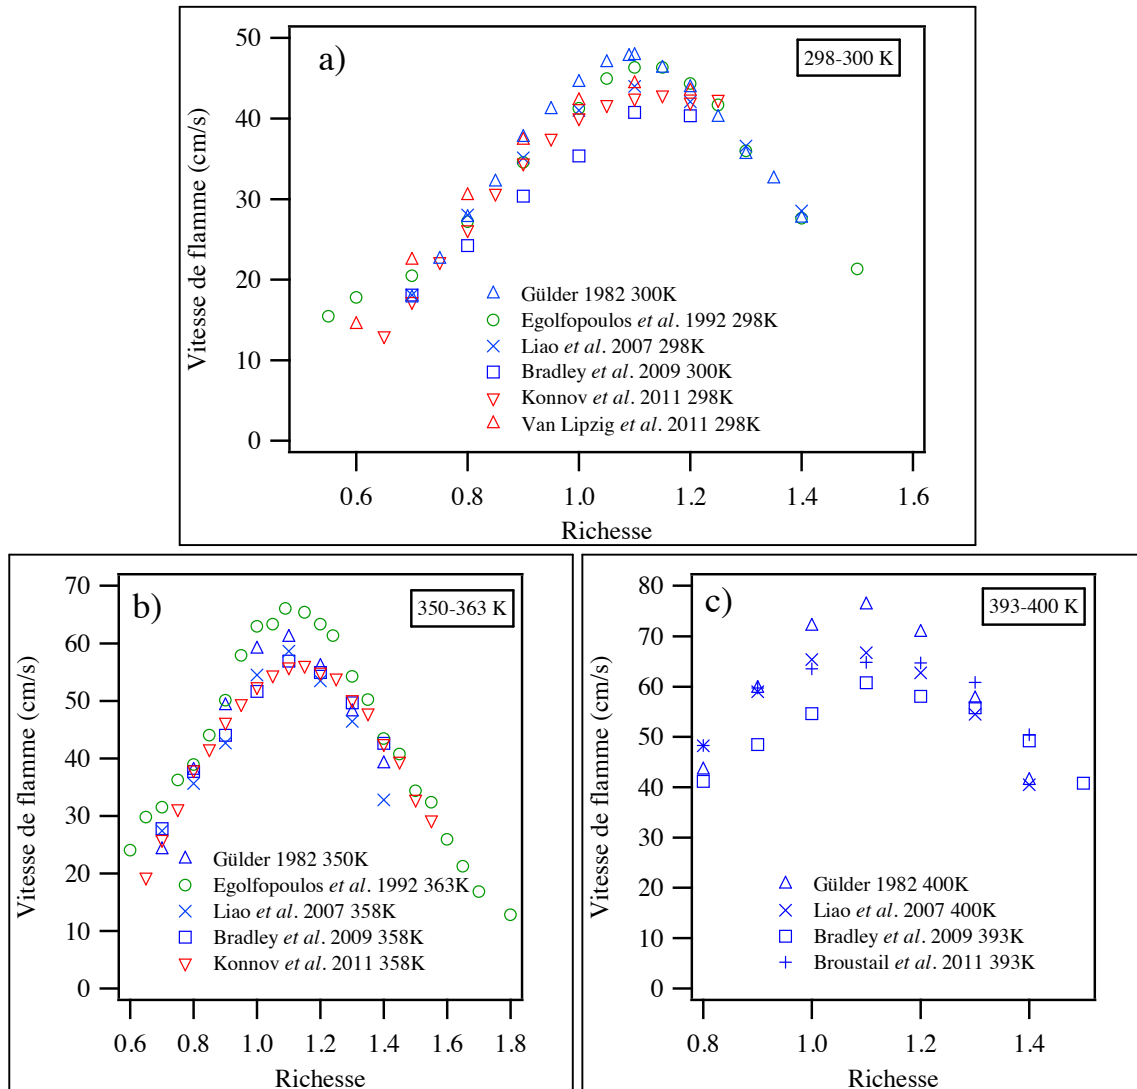 a)
298-300 K
50
40
30
20
10
0
Vitesse de flamme (cm/s)
Gülder 1982 300K
Egolfopoulos et al. 1992 298K
Liao et al. 2007 298K
Bradley et al. 2009 300K
Konnov et al. 2011 298K
Van Lipzig et al. 2011 298K
0.6 0.8 1.0 1.2 1.4 1.6
Richesse
b)
350-363 K
70
60
50
40
30
20
10
0
Vitesse de flamme (cm/s)
Gülder 1982 350K
Egolfopoulos et al. 1992 363K
Liao et al. 2007 358K
Bradley et al. 2009 358K
Konnov et al. 2011 358K
0.6 0.8 1.0 1.2 1.4 1.6 1.8
Richesse
c)
393-400 K
80
70
60
50
40
30
20
10
0
Vitesse de flamme (cm/s)
Gülder 1982 400K
Liao et al. 2007 400K
Bradley et al. 2009 393K
Broustail et al. 2011 393K
0.8 1.0 1.2 1.4
Richesse